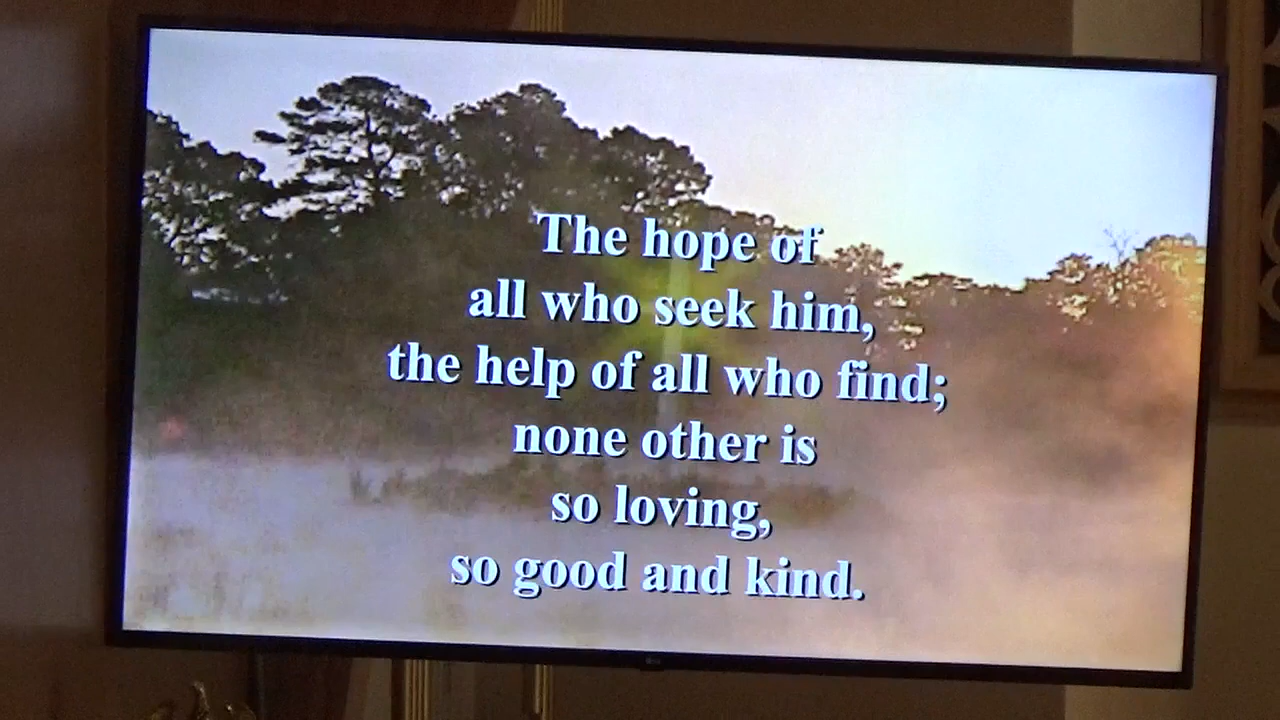 The hope of
all who seek him,
the help of all who find;
none other is
so loving,
so good and kind.